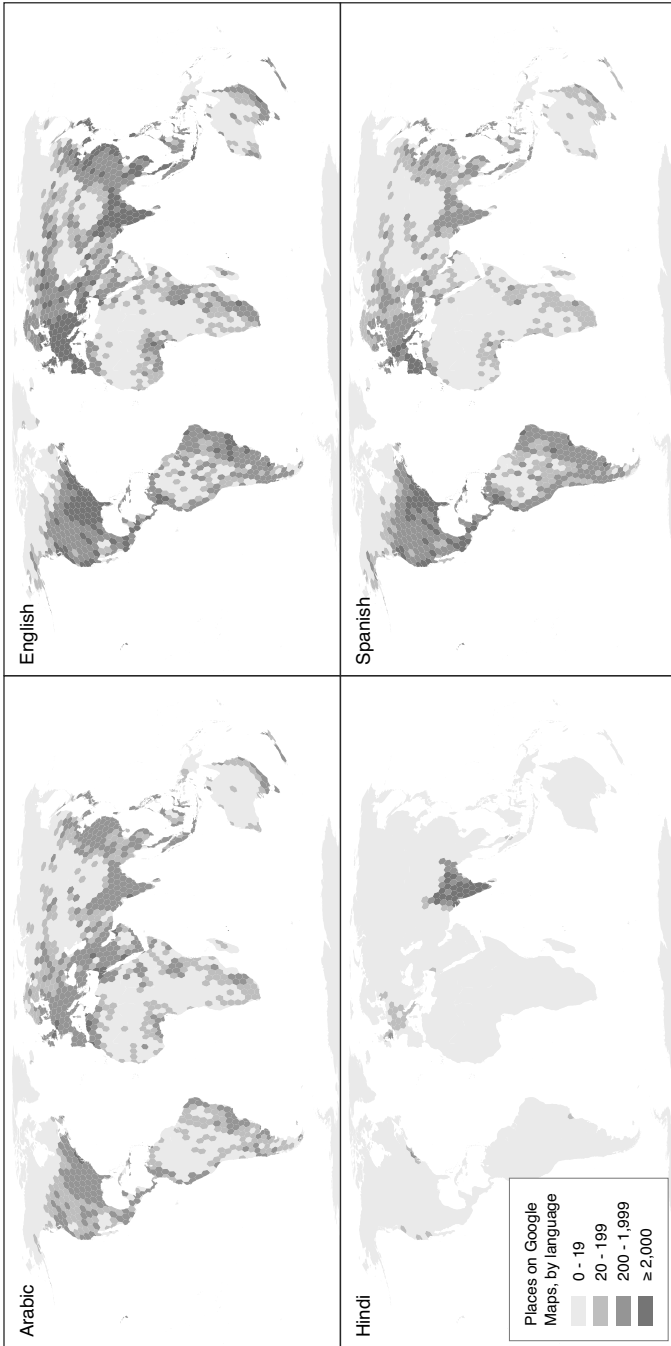 Arabic
English
Hindi
Places on Google
Maps, by language
0 - 19
20 - 199
200 - 1,999
≥ 2,000
Spanish